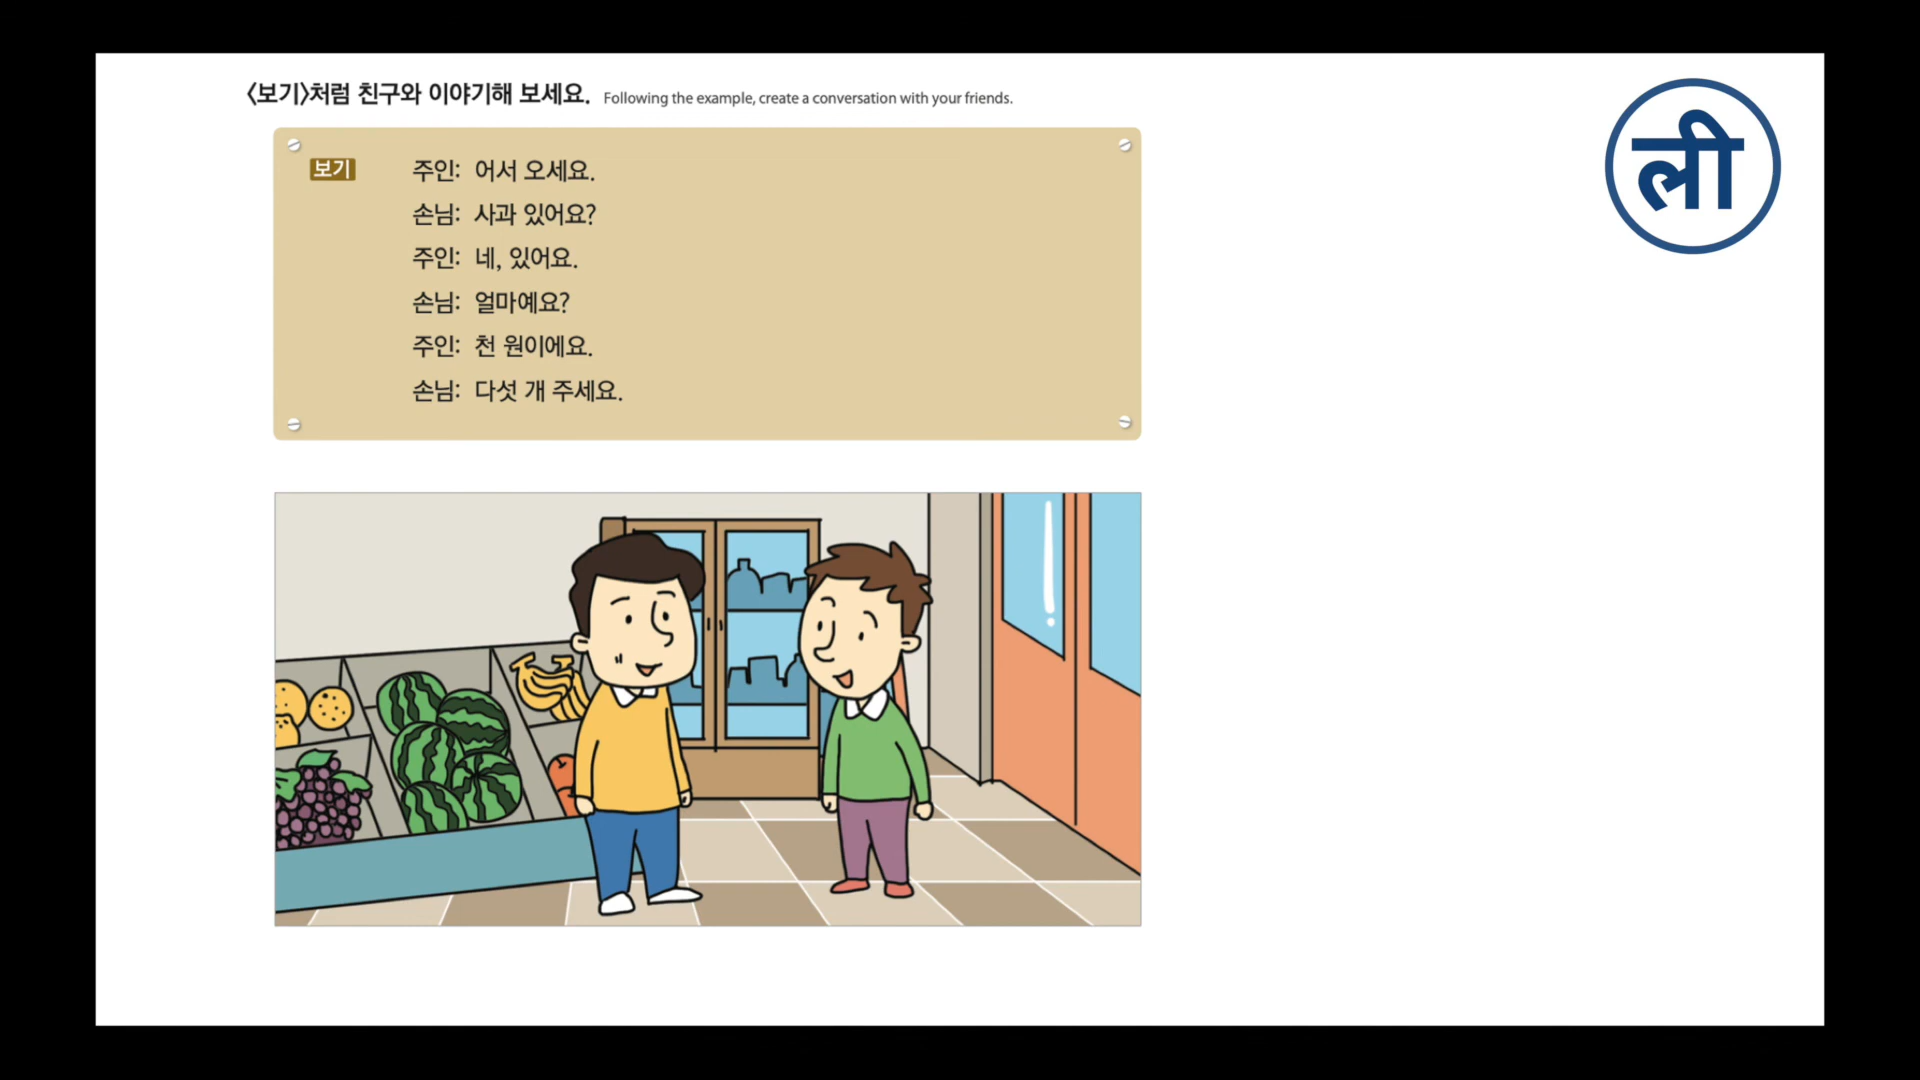 〈보기〉처럼 친구와 이야기해 보세요. Following the example, create a conversation with your friends.
ली
보기 주인: 어서 오세요.
손님: 사과 있어요?
주인: 네, 있어요.
손님: 얼마예요?
주인: 천 원이에요.
손님: 다섯 개 주세요.